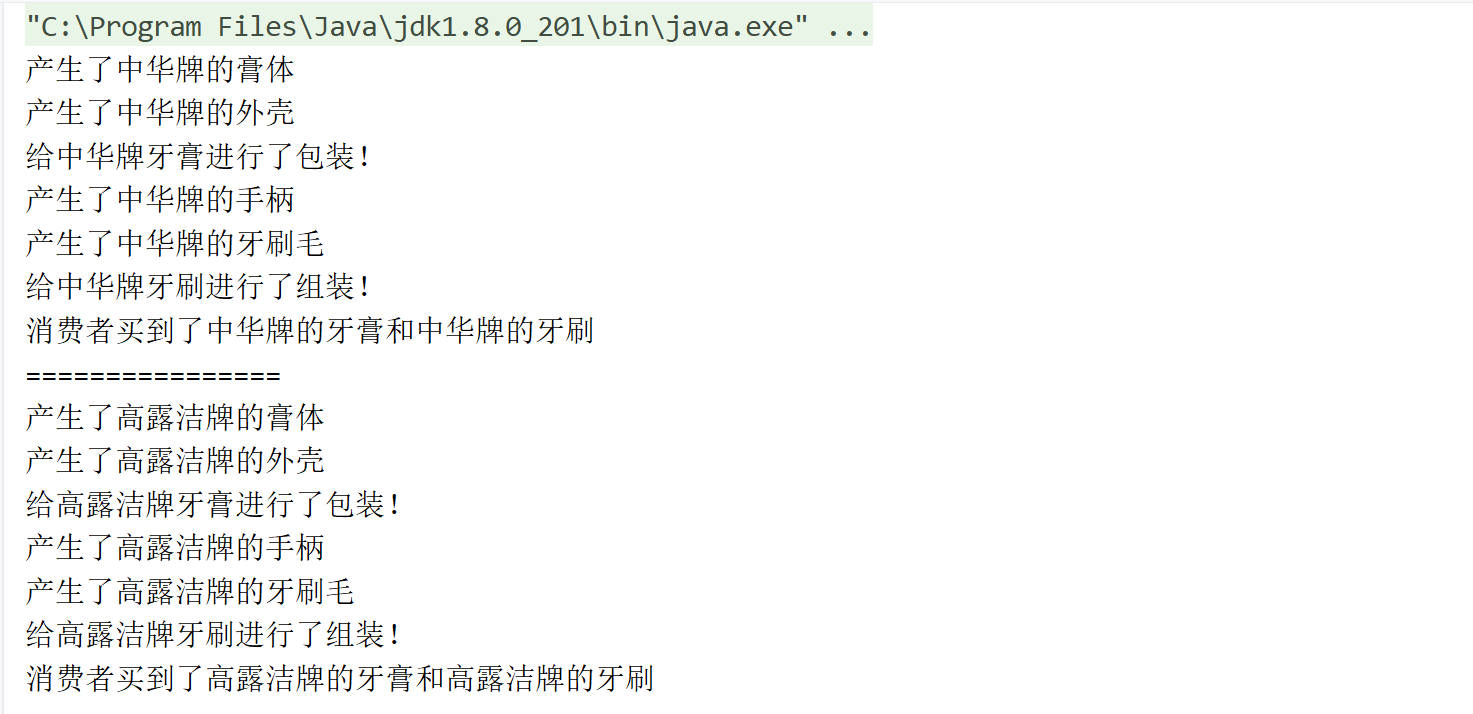 "C:\Program Files\Java\jdk1.8.0_201\bin\java.exe" ...
产生了中华牌的膏体
产生了中华牌的外壳
给中华牌牙膏进行了包装！
产生了中华牌的手柄
产生了中华牌的牙刷毛
给中华牌牙刷进行了组装！
消费者买到了中华牌的牙膏和中华牌的牙刷
================
产生了高露洁牌的膏体
产生了高露洁牌的外壳
给高露洁牌牙膏进行了包装！
产生了高露洁牌的手柄
产生了高露洁牌的牙刷毛
给高露洁牌牙刷进行了组装！
消费者买到了高露洁牌的牙膏和高露洁牌的牙刷